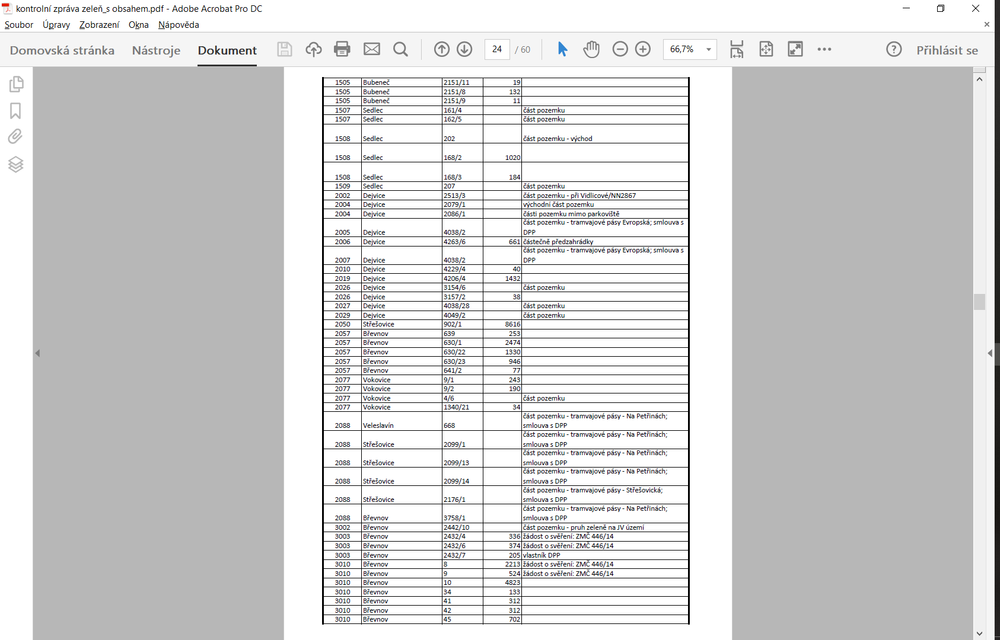 kontrolní zpráva zeleň_s obsahem.pdf - Adobe Acrobat Pro DC
Soubor Úpravy Zobrazení Okna Nápověda
Domovská stránka Nástroje Dokument 24 / 60 66,7% Přihlásit se
1505 Bubeneč 2151/11 19
1505 Bubeneč 2151/8 132
1505 Bubeneč 2151/9 11
1507 Sedlec 161/4 část pozemku
1507 Sedlec 162/5 část pozemku
1508 Sedlec 202 část pozemku - východ
1508 Sedlec 168/2 1020
1508 Sedlec 168/3 184
1509 Sedlec 207 část pozemku
2002 Dejvice 2513/3 část pozemku - při Vidlicové/NN2867
2004 Dejvice 2079/1 východní část pozemku
2004 Dejvice 2086/1 části pozemku mimo parkoviště
část pozemku - tramvajové pásy Evropská; smlouva s
2005 Dejvice 4038/2 DPP
2006 Dejvice 4263/6 661 částečně předzahrádky
část pozemku - tramvajové pásy Evropská; smlouva s
2007 Dejvice 4038/2 DPP
2010 Dejvice 4229/4 40
2019 Dejvice 4206/4 1432
2026 Dejvice 3154/6 část pozemku
2026 Dejvice 3157/2 38
2027 Dejvice 4038/28 část pozemku
2029 Dejvice 4049/2 část pozemku
2050 Střešovice 902/1 8616
2057 Břevnov 639 253
2057 Břevnov 630/1 2474
2057 Břevnov 630/22 1330
2057 Břevnov 630/23 946
2057 Břevnov 641/2 77
2077 Vokovice 9/1 243
2077 Vokovice 9/2 190
2077 Vokovice 4/6 část pozemku
2077 Vokovice 1340/21 34
část pozemku - tramvajové pásy - Na Petřinách;
2088 Veleslavín 668 smlouva s DPP
část pozemku - tramvajové pásy - Na Petřinách;
2088 Střešovice 2099/1 smlouva s DPP
část pozemku - tramvajové pásy - Na Petřinách;
2088 Střešovice 2099/13 smlouva s DPP
část pozemku - tramvajové pásy - Na Petřinách;
2088 Střešovice 2099/14 smlouva s DPP
část pozemku - tramvajové pásy - Střešovická;
2088 Střešovice 2176/1 smlouva s DPP
část pozemku - tramvajové pásy - Na Petřinách;
2088 Břevnov 3758/1 smlouva s DPP
3002 Břevnov 2442/10 část pozemku - pruh zeleně na JV území
3003 Břevnov 2432/4 336 žádost o svěření: ZMČ 446/14
3003 Břevnov 2432/6 374 žádost o svěření: ZMČ 446/14
3003 Břevnov 2432/7 205 vlastník DPP
3010 Břevnov 8 2213 žádost o svěření: ZMČ 446/14
3010 Břevnov 9 524 žádost o svěření: ZMČ 446/14
3010 Břevnov 10 4823
3010 Břevnov 34 133
3010 Břevnov 41 312
3010 Břevnov 42 312
3010 Břevnov 45 702